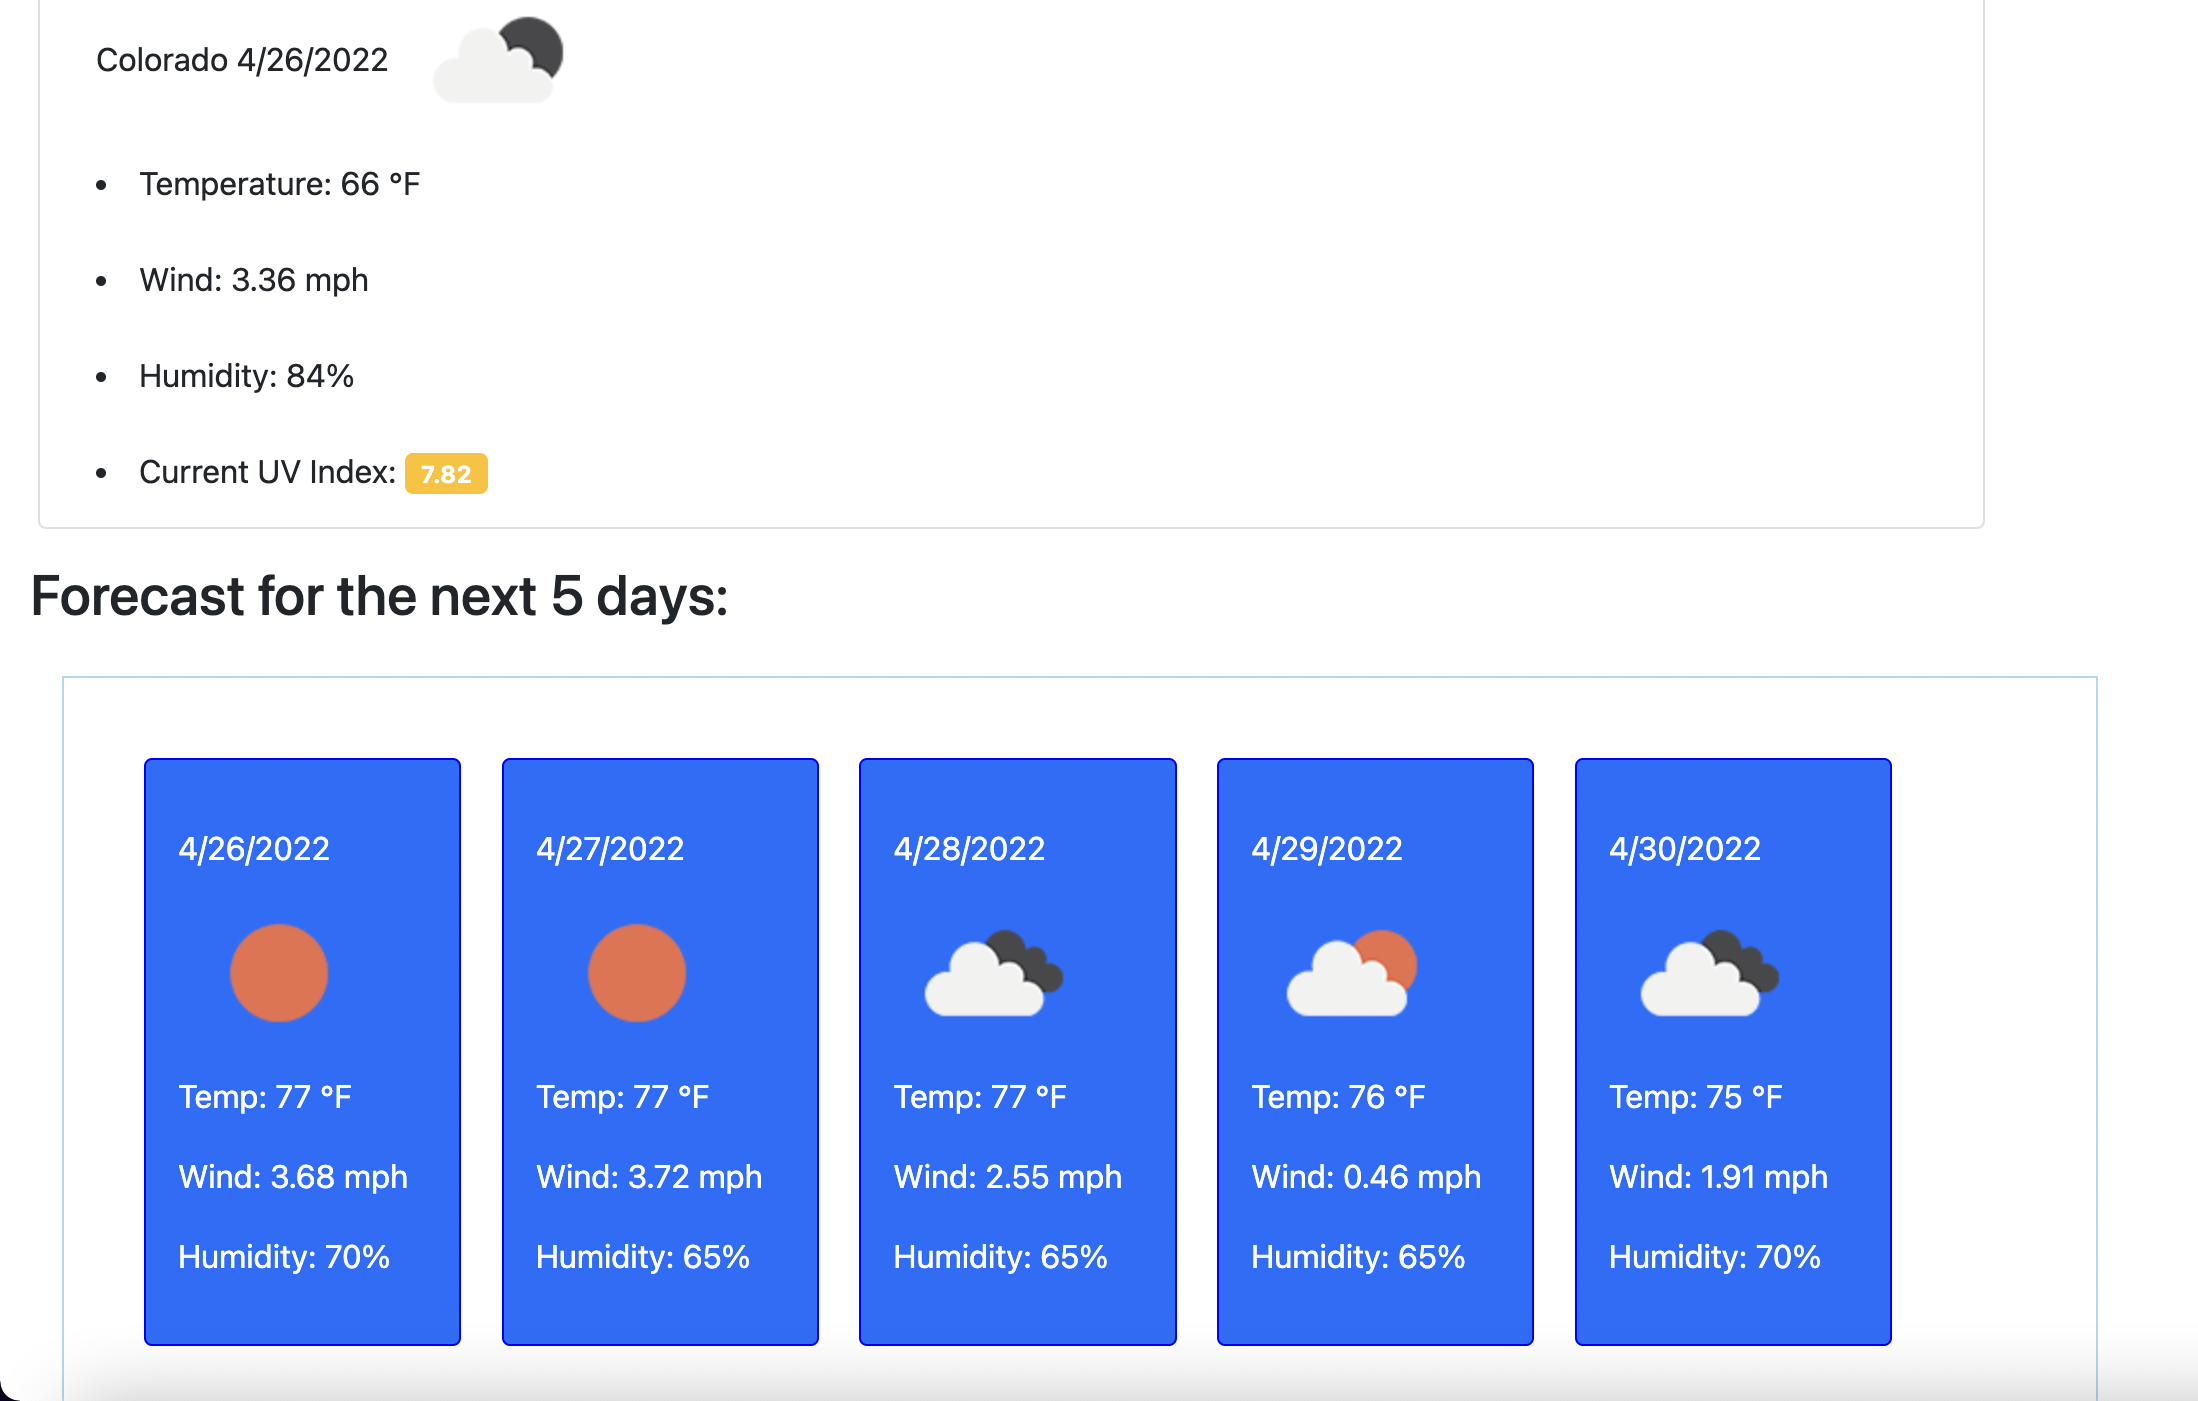 Colorado 4/26/2022
• Temperature: 66 °F
• Wind: 3.36 mph
• Humidity: 84%
• Current UV Index: 7.82
Forecast for the next 5 days:
4/26/2022
Temp: 77 °F
Wind: 3.68 mph
Humidity: 70%
4/27/2022
Temp: 77 °F
Wind: 3.72 mph
Humidity: 65%
4/28/2022
Temp: 77 °F
Wind: 2.55 mph
Humidity: 65%
4/29/2022
Temp: 76 °F
Wind: 0.46 mph
Humidity: 65%
4/30/2022
Temp: 75 °F
Wind: 1.91 mph
Humidity: 70%